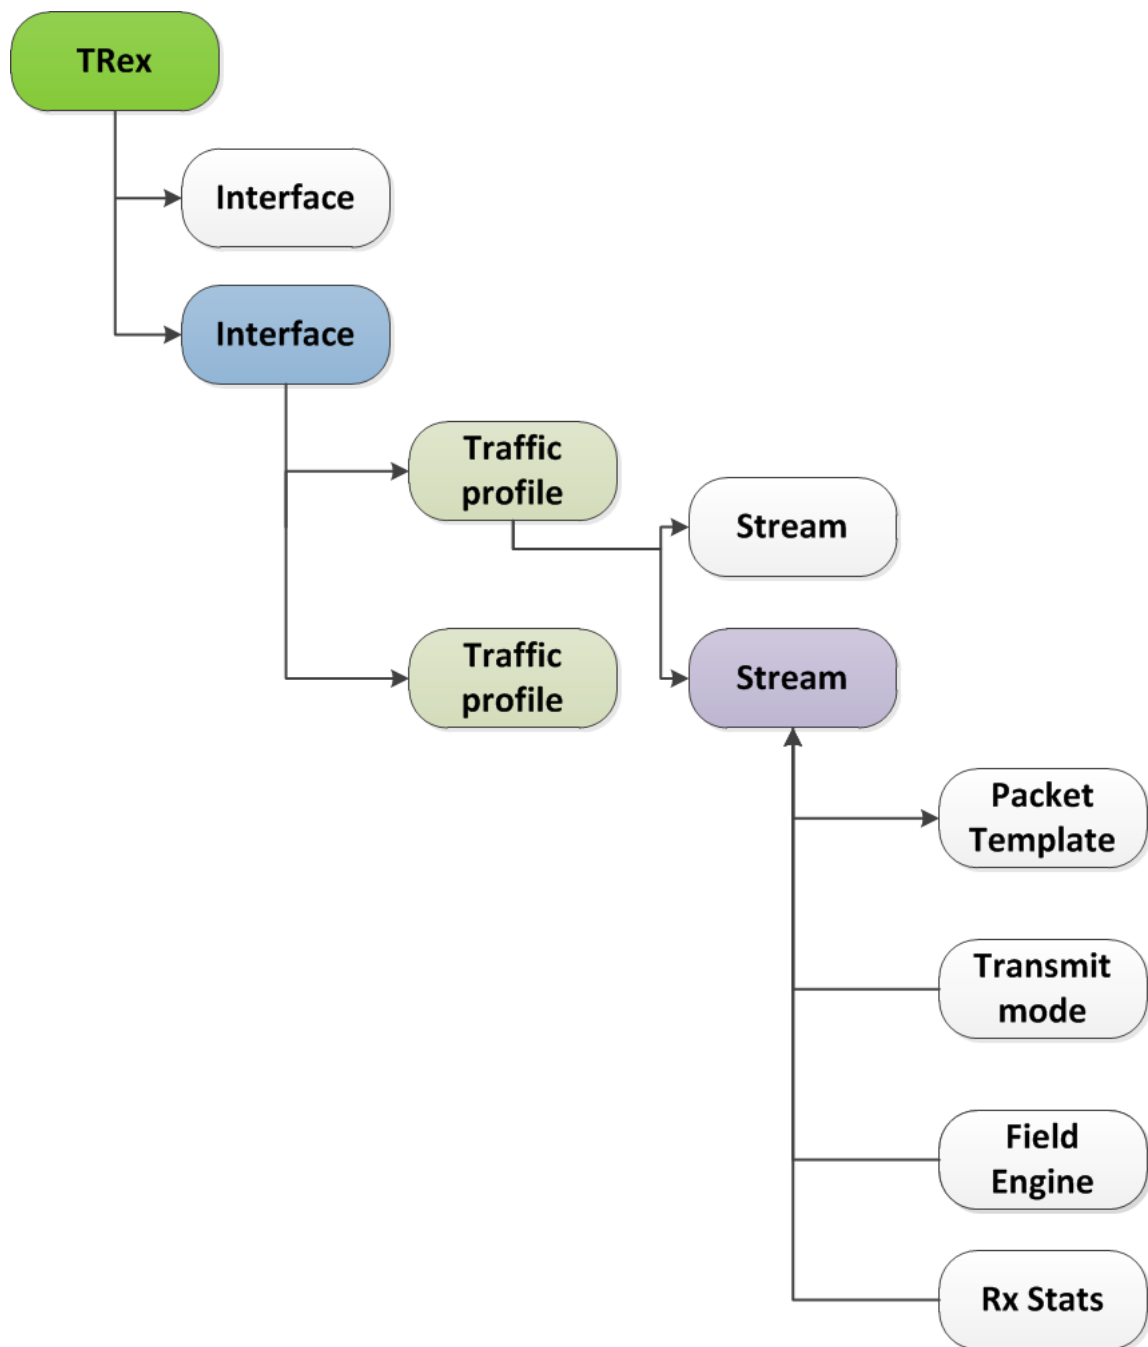 TRex
Interface
Interface
Traffic
profile
Stream
Traffic
profile
Stream
Packet
Template
Transmit
mode
Field
Engine
Rx Stats